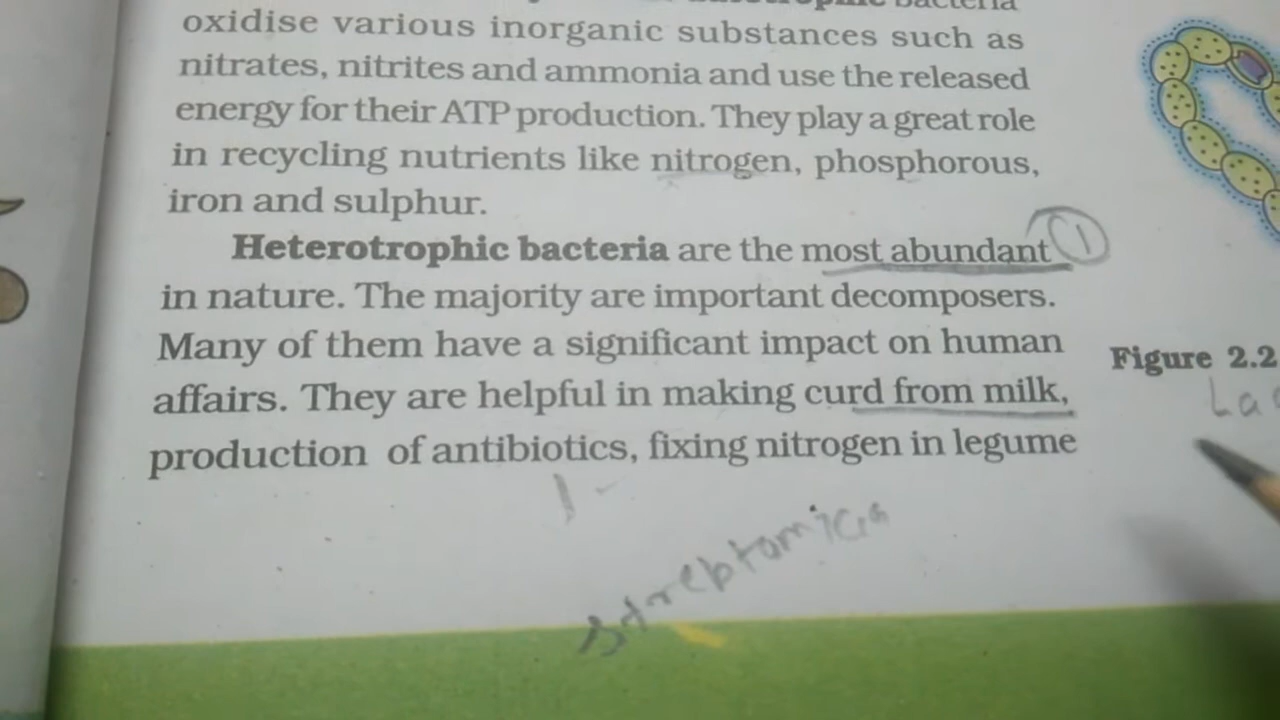 bacteria
oxidise various inorganic substances such as
nitrates, nitrites and ammonia and use the released
energy for their ATP production. They play a great role
in recycling nutrients like nitrogen, phosphorous,
iron and sulphur.
Heterotrophic bacteria are the most abundant 1
in nature. The majority are important decomposers.
Many of them have a significant impact on human
affairs. They are helpful in making curd from milk,
production of antibiotics, fixing nitrogen in legume
Figure 2.2
La